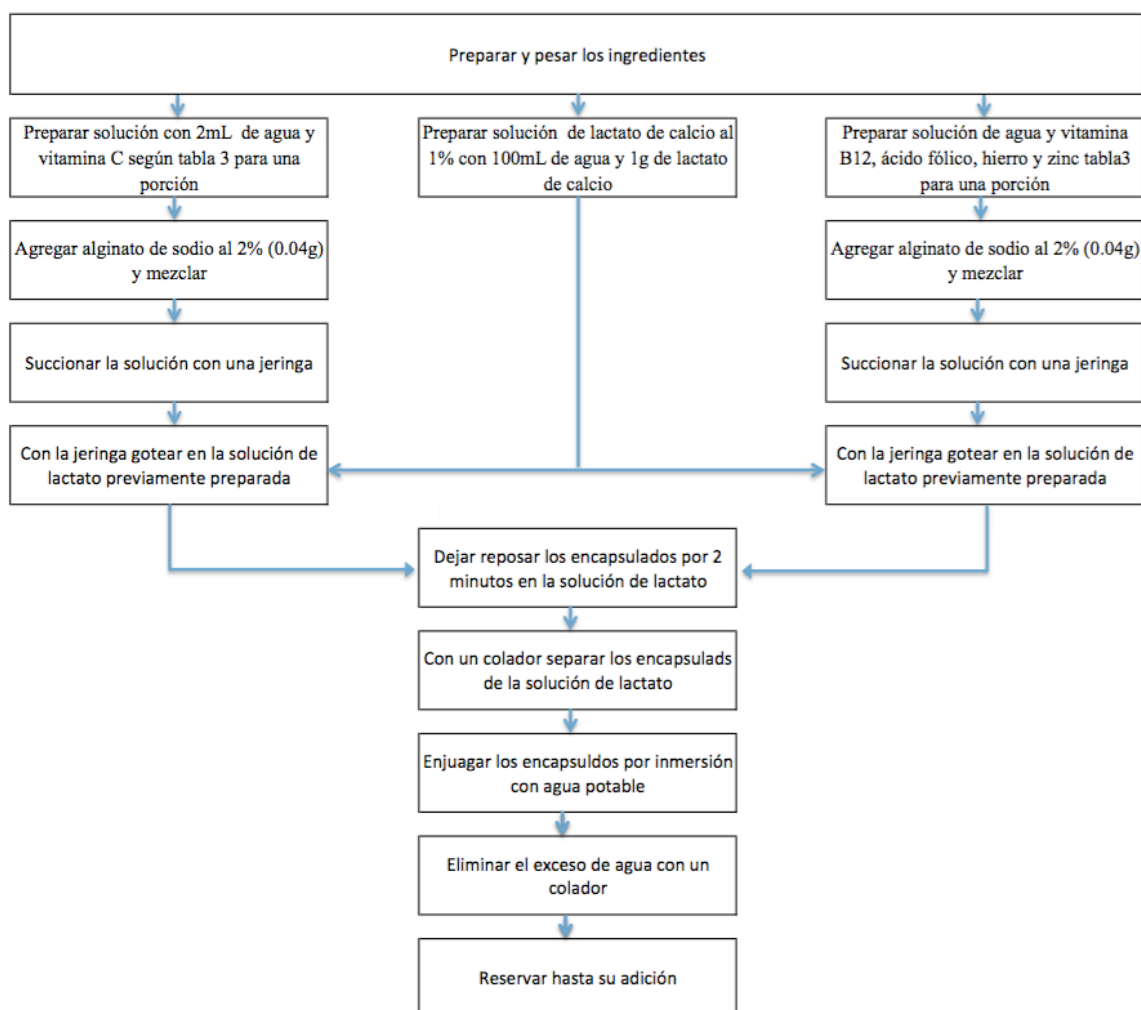 Preparar y pesar los ingredientes
Preparar solución con 2mL de agua y
vitamina C según tabla 3 para una
porción
Preparar solución de lactato de calcio al
1% con 100mL de agua y 1g de lactato
de calcio
Preparar solución de agua y vitamina
B12, ácido fólico, hierro y zinc tabla3
para una porción
Agregar alginato de sodio al 2% (0.04g)
y mezclar
Agregar alginato de sodio al 2% (0.04g)
y mezclar
Succionar la solución con una jeringa
Succionar la solución con una jeringa
Con la jeringa gotear en la solución de
lactato previamente preparada
Con la jeringa gotear en la solución de
lactato previamente preparada
Dejar reposar los encapsulados por 2
minutos en la solución de lactato
Con un colador separar los encapsulads
de la solución de lactato
Enjuagar los encapsuldos por inmersión
con agua potable
Eliminar el exceso de agua con un
colador
Reservar hasta su adición